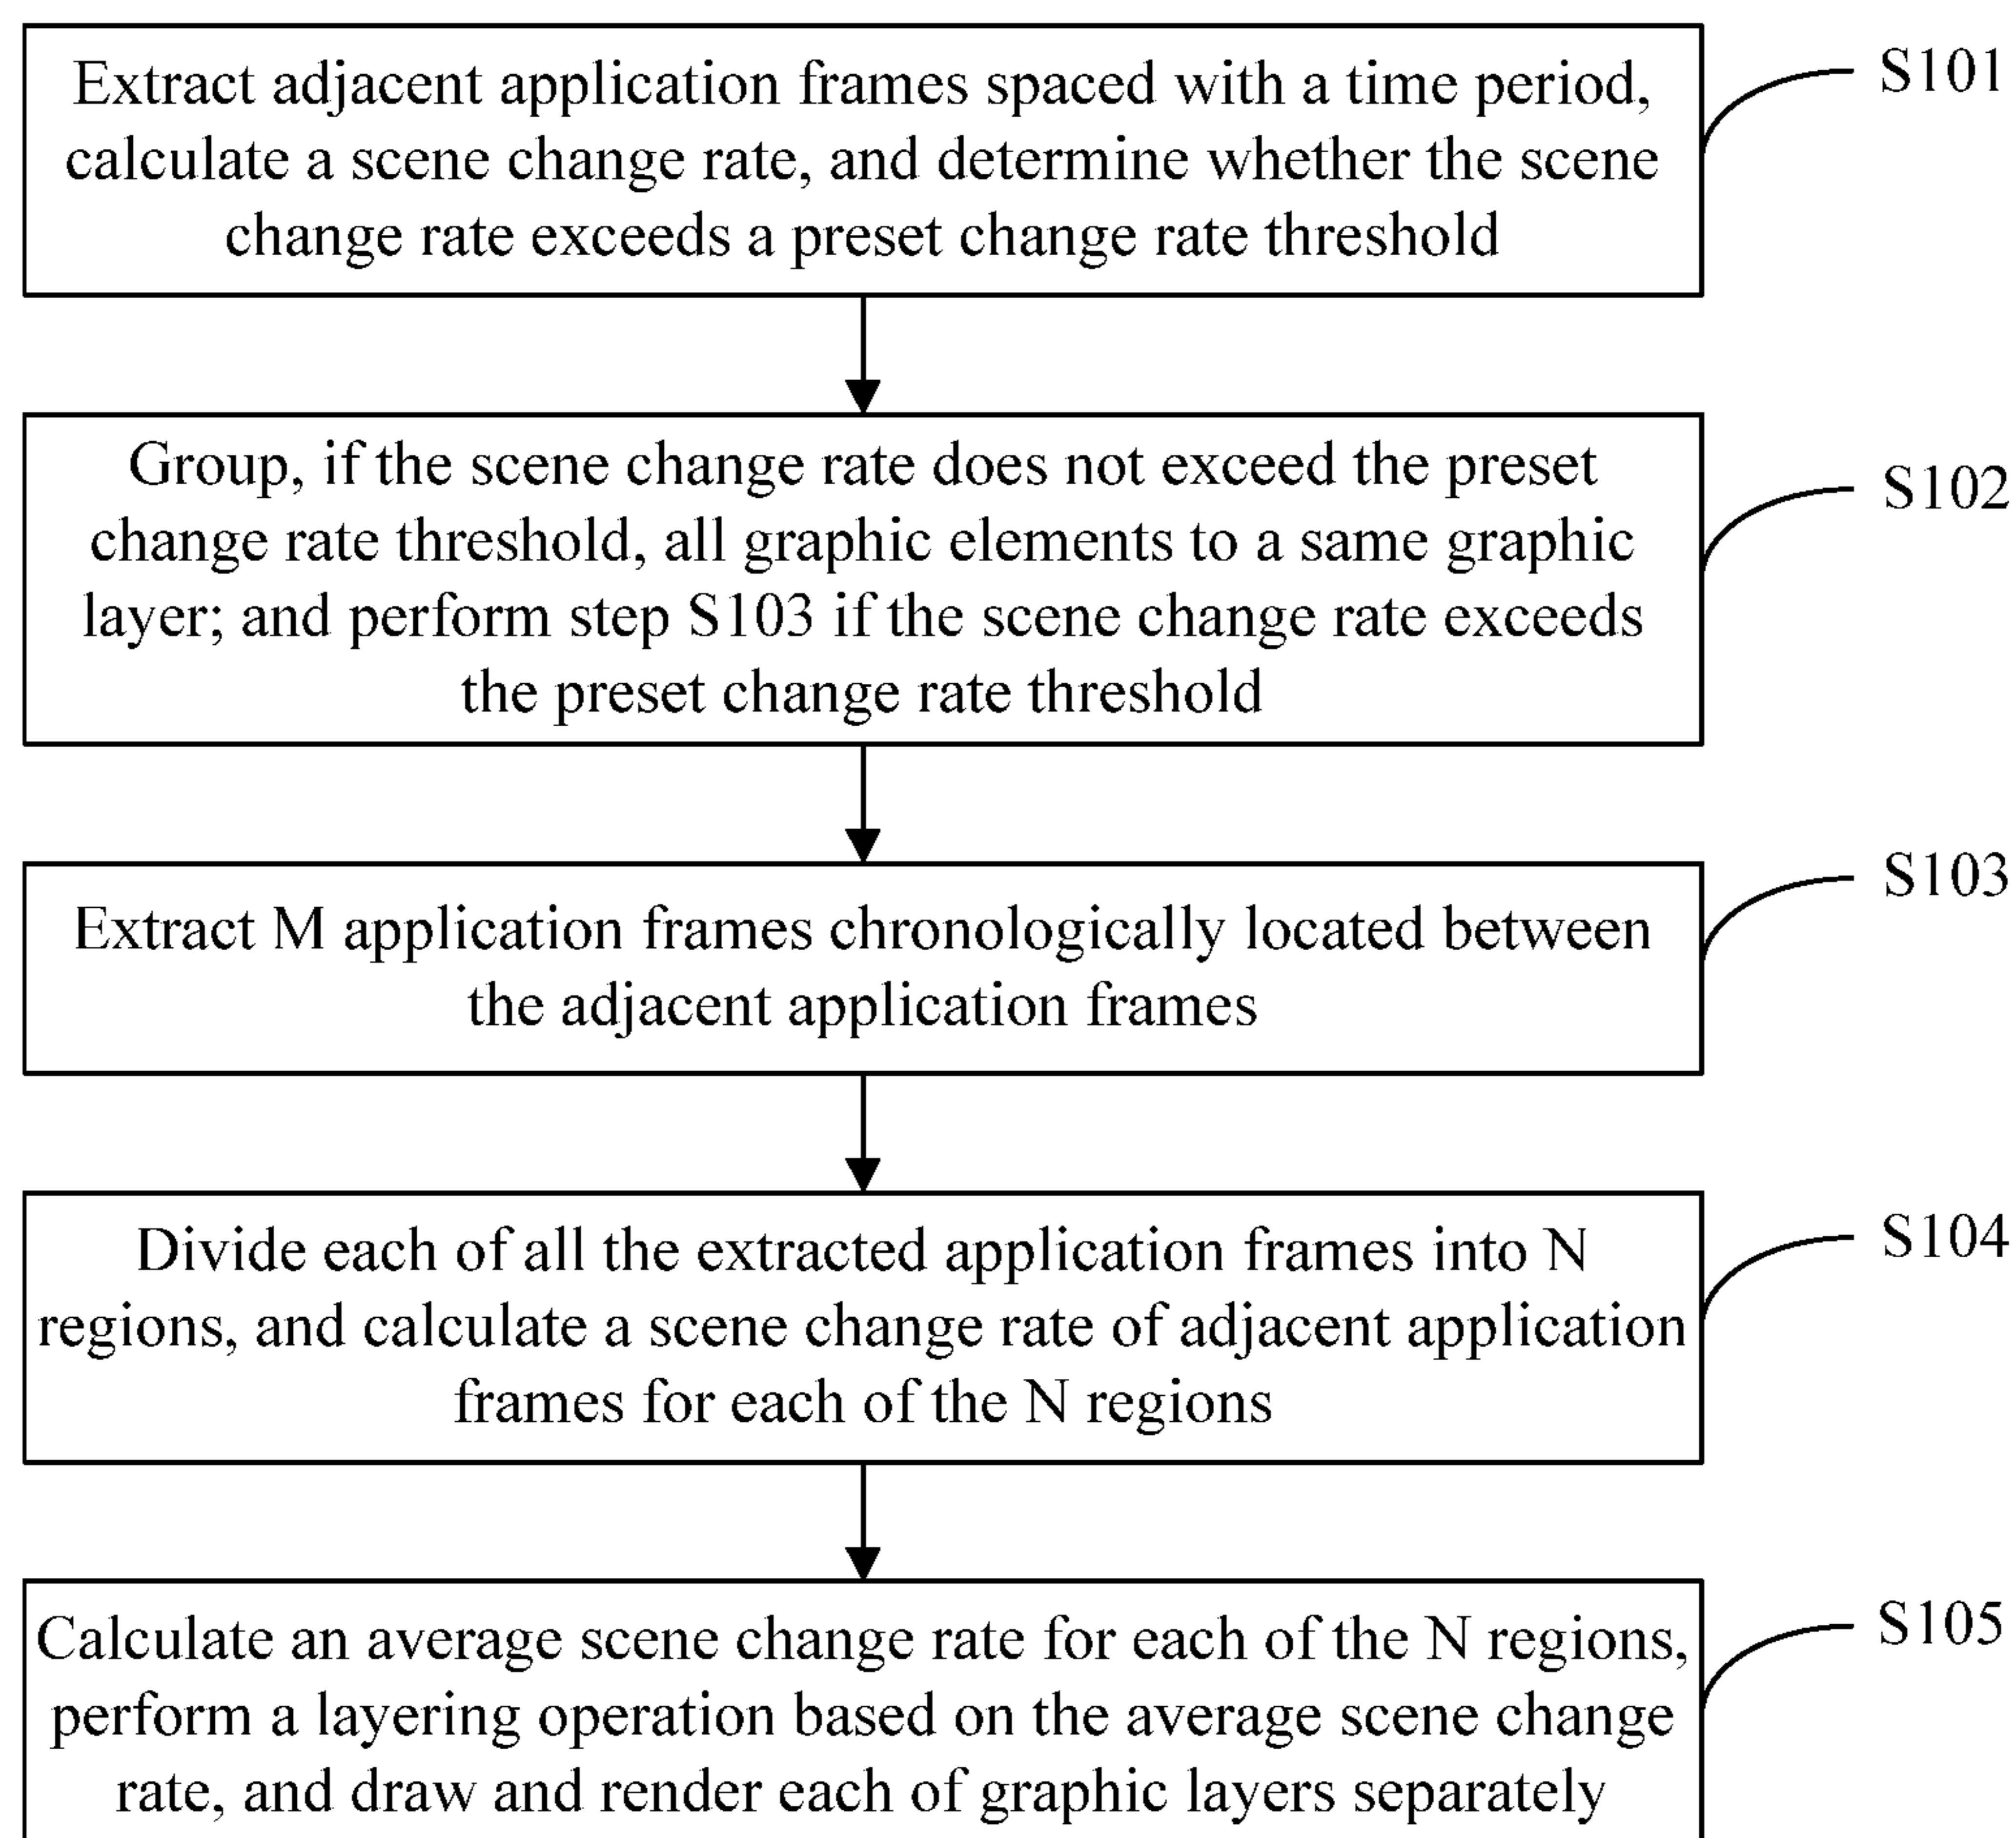 Extract adjacent application frames spaced with a time period,
calculate a scene change rate, and determine whether the scene
change rate exceeds a preset change rate threshold
S101
Group, if the scene change rate does not exceed the preset
change rate threshold, all graphic elements to a same graphic
layer; and perform step S103 if the scene change rate exceeds
the preset change rate threshold
S102
Extract M application frames chronologically located between
the adjacent application frames
S103
Divide each of all the extracted application frames into N
regions, and calculate a scene change rate of adjacent application
frames for each of the N regions
S104
Calculate an average scene change rate for each of the N regions,
perform a layering operation based on the average scene change
rate, and draw and render each of graphic layers separately
S105